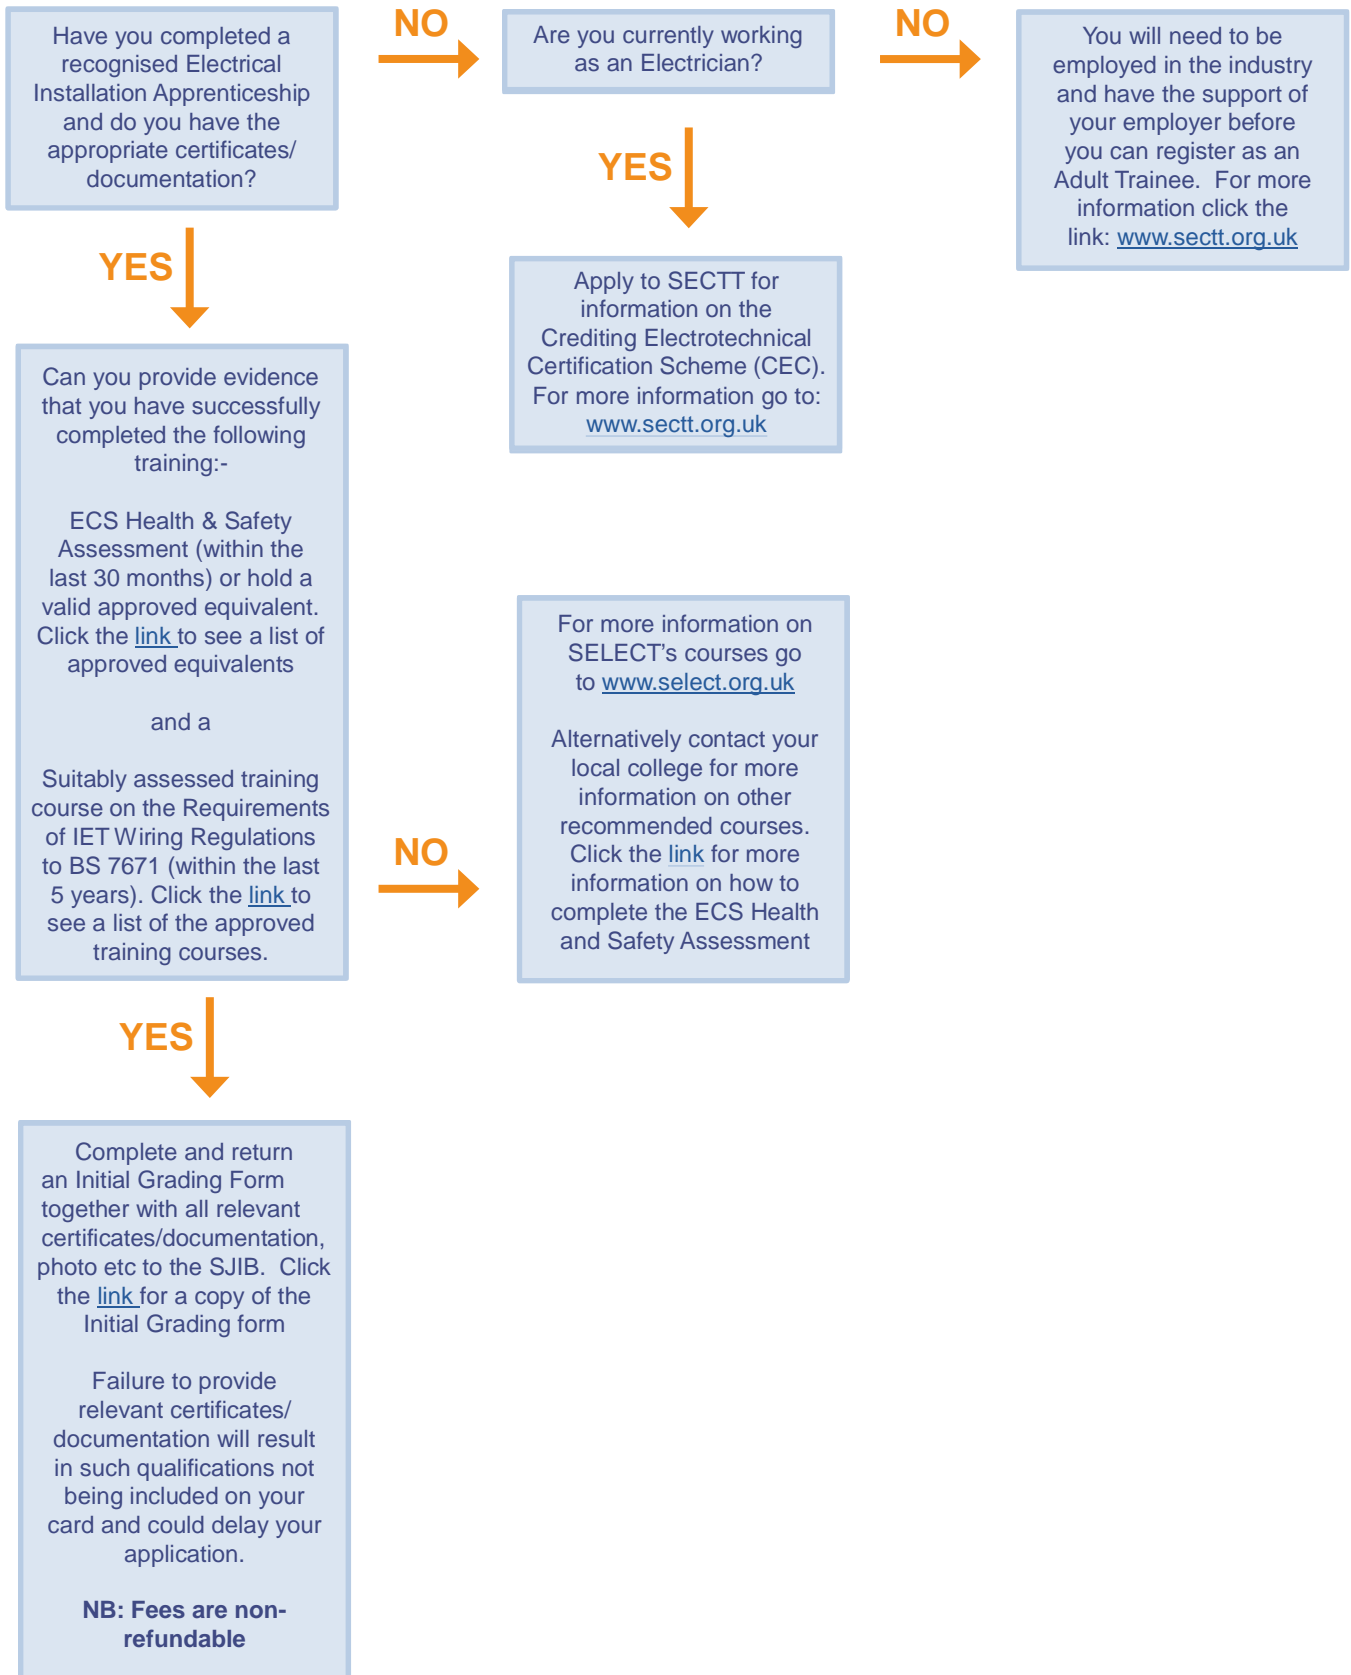 Have you completed a
recognised Electrical
Installation Apprenticeship
and do you have the
appropriate certificates/
documentation?
NO
Are you currently working
as an Electrician?
NO
You will need to be
employed in the industry
and have the support of
your employer before
you can register as an
Adult Trainee.  For more
information click the
link: www.sectt.org.uk
YES
Apply to SECTT for
information on the
Crediting Electrotechnical
Certification Scheme (CEC).
For more information go to:
www.sectt.org.uk
YES
Can you provide evidence
that you have successfully
completed the following
training:-
ECS Health & Safety
Assessment (within the
last 30 months) or hold a
valid approved equivalent.
Click the link to see a list of
approved equivalents
and a
Suitably assessed training
course on the Requirements
of IET Wiring Regulations
to BS 7671 (within the last
5 years). Click the link to
see a list of the approved
training courses.
NO
For more information on
SELECT’s courses go
to www.select.org.uk
Alternatively contact your
local college for more
information on other
recommended courses.
Click the link for more
information on how to
complete the ECS Health
and Safety Assessment
YES
Complete and return
an Initial Grading Form
together with all relevant
certificates/documentation,
photo etc to the SJIB.  Click
the link for a copy of the
Initial Grading form
Failure to provide
relevant certificates/
documentation will result
in such qualifications not
being included on your
card and could delay your
application.
NB: Fees are non-
refundable